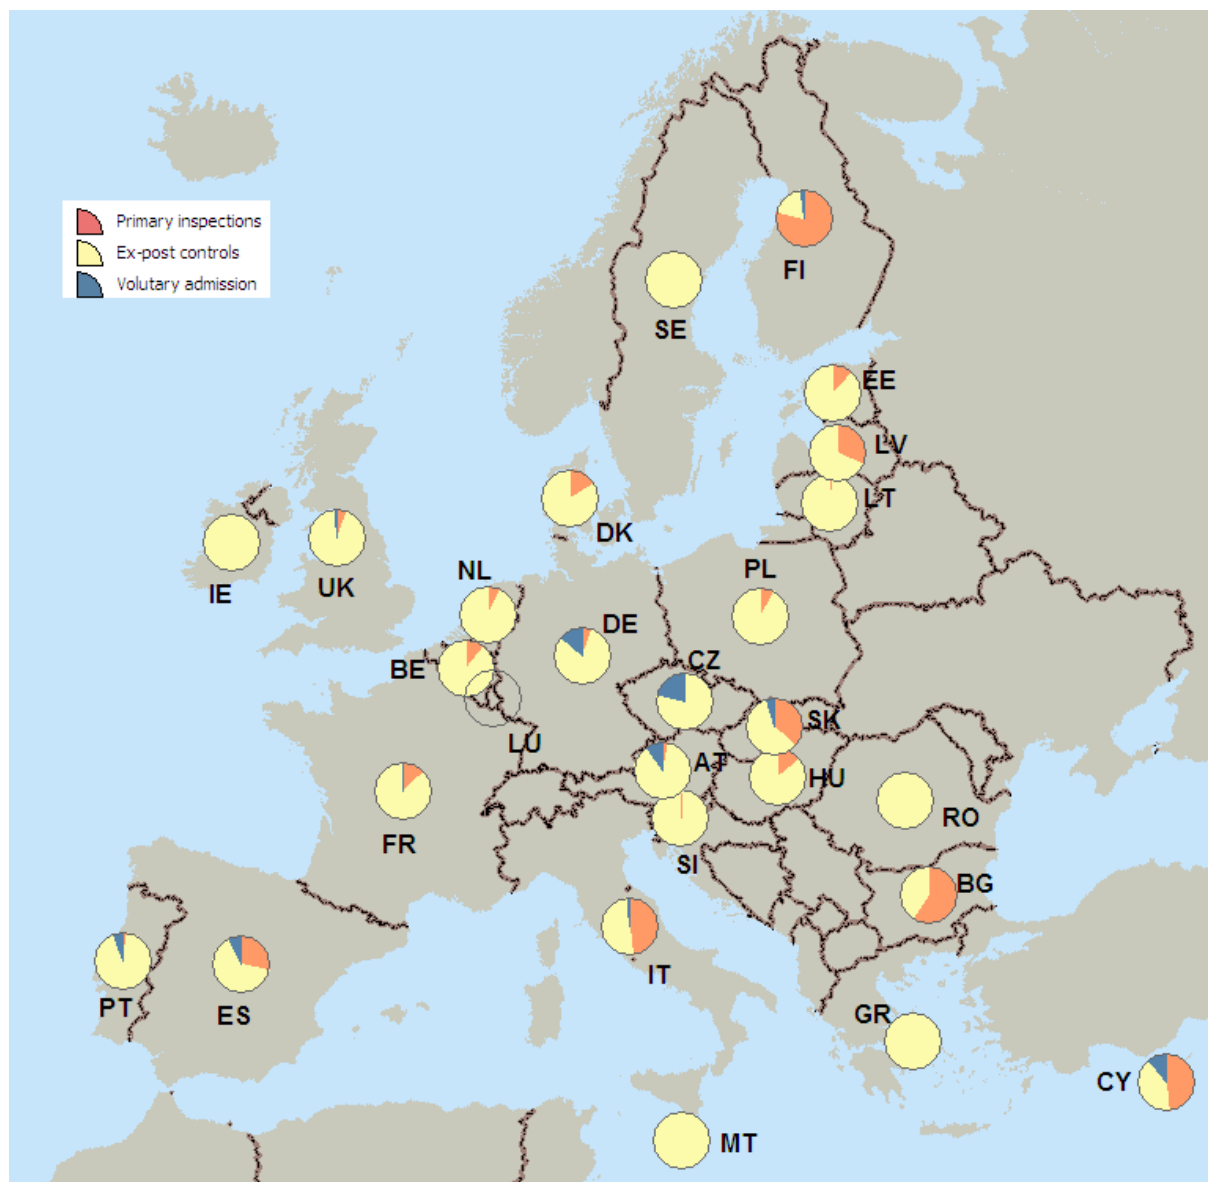 Primary inspections
Ex-post controls
Volutary admission
FI
SE
EE
LV
LT
DK
IE
UK
NL
PL
DE
BE
CZ
LU
SK
AT
HU
FR
RO
SI
BG
IT
PT
ES
GR
CY
MT